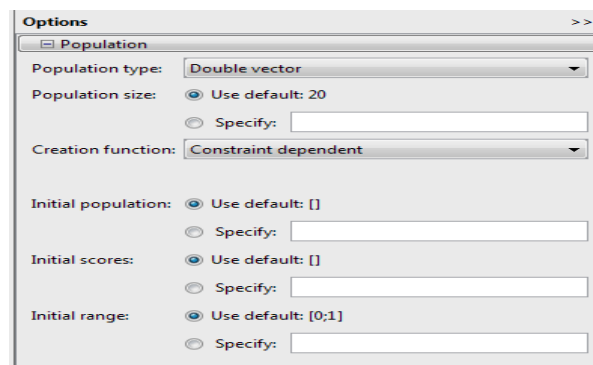 Options >>
Population
Population type: Double vector
Population size: Use default: 20
Specify:
Creation function: Constraint dependent
Initial population: Use default: []
Specify:
Initial scores: Use default: []
Specify:
Initial range: Use default: [0;1]
Specify: